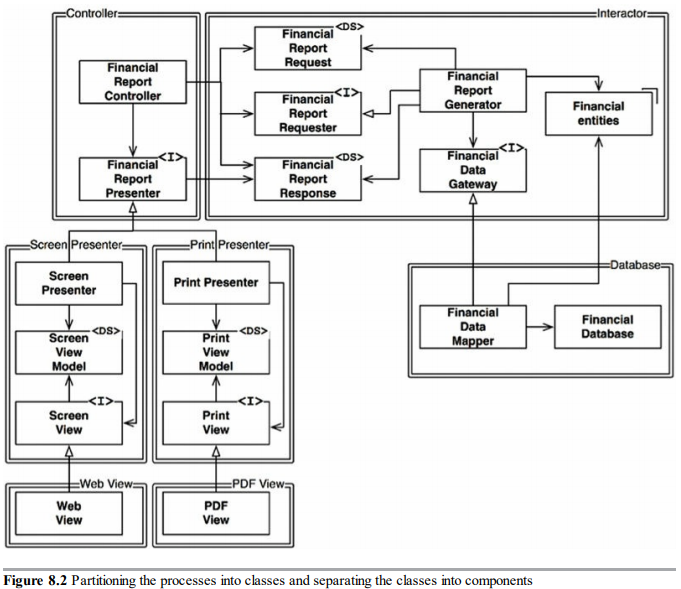 Controller
Interactor
Financial
Report
Controller
<I>
Financial
Report
Presenter
<DS>
Financial
Report
Request
<I>
Financial
Report
Requester
<DS>
Financial
Report
Response
Financial
Report
Generator
<I>
Financial
Data
Gateway
Financial
entities
Screen Presenter
Screen
Presenter
<DS>
Screen
View
Model
<I>
Screen
View
Print Presenter
Print Presenter
<DS>
Print
View
Model
<I>
Print
View
Database
Financial
Data
Mapper
Financial
Database
Web View
Web
View
PDF View
PDF
View
Figure 8.2 Partitioning the processes into classes and separating the classes into components